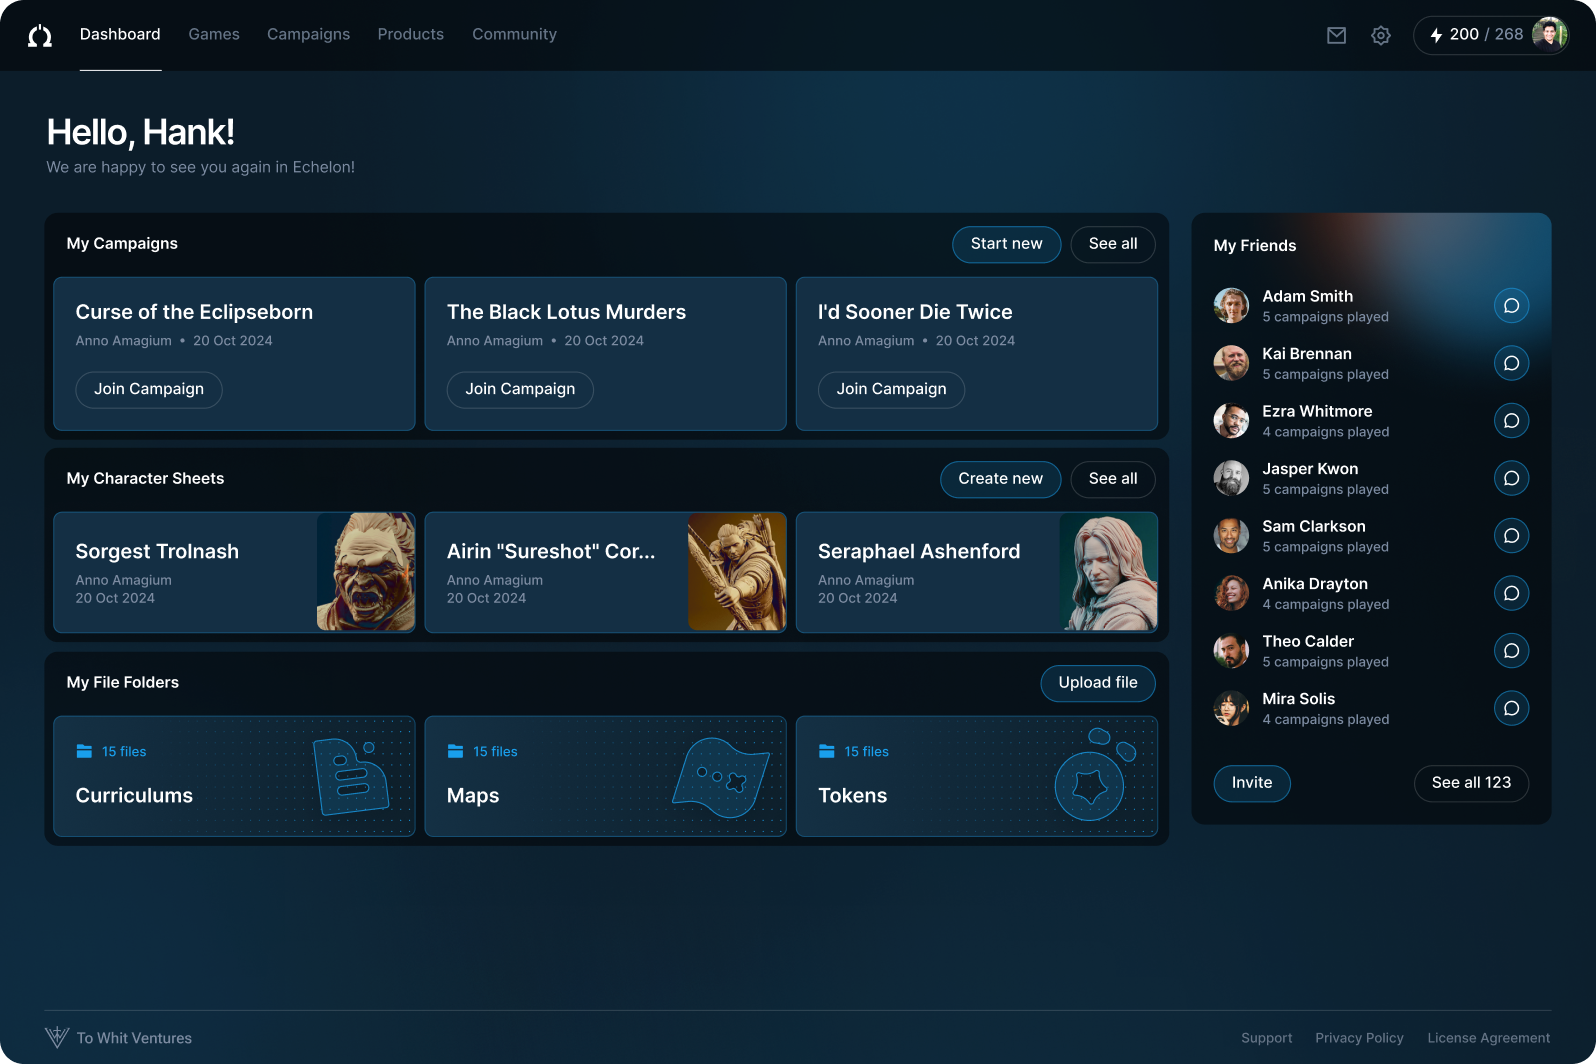 Dashboard
Games
Campaigns
Products
Community
200 / 268
Hello, Hank!
We are happy to see you again in Echelon!
My Campaigns
Start new
See all
Curse of the Eclipseborn
Anno Amagium • 20 Oct 2024
Join Campaign
The Black Lotus Murders
Anno Amagium • 20 Oct 2024
Join Campaign
I'd Sooner Die Twice
Anno Amagium • 20 Oct 2024
Join Campaign
My Character Sheets
Create new
See all
Sorgest Trolnash
Anno Amagium
20 Oct 2024
Airin "Sureshot" Cor...
Anno Amagium
20 Oct 2024
Seraphael Ashenford
Anno Amagium
20 Oct 2024
My File Folders
Upload file
15 files
Curriculums
15 files
Maps
15 files
Tokens
My Friends
Adam Smith
5 campaigns played
Kai Brennan
5 campaigns played
Ezra Whitmore
4 campaigns played
Jasper Kwon
5 campaigns played
Sam Clarkson
5 campaigns played
Anika Drayton
4 campaigns played
Theo Calder
5 campaigns played
Mira Solis
4 campaigns played
Invite
See all 123
To Whit Ventures
Support
Privacy Policy
License Agreement